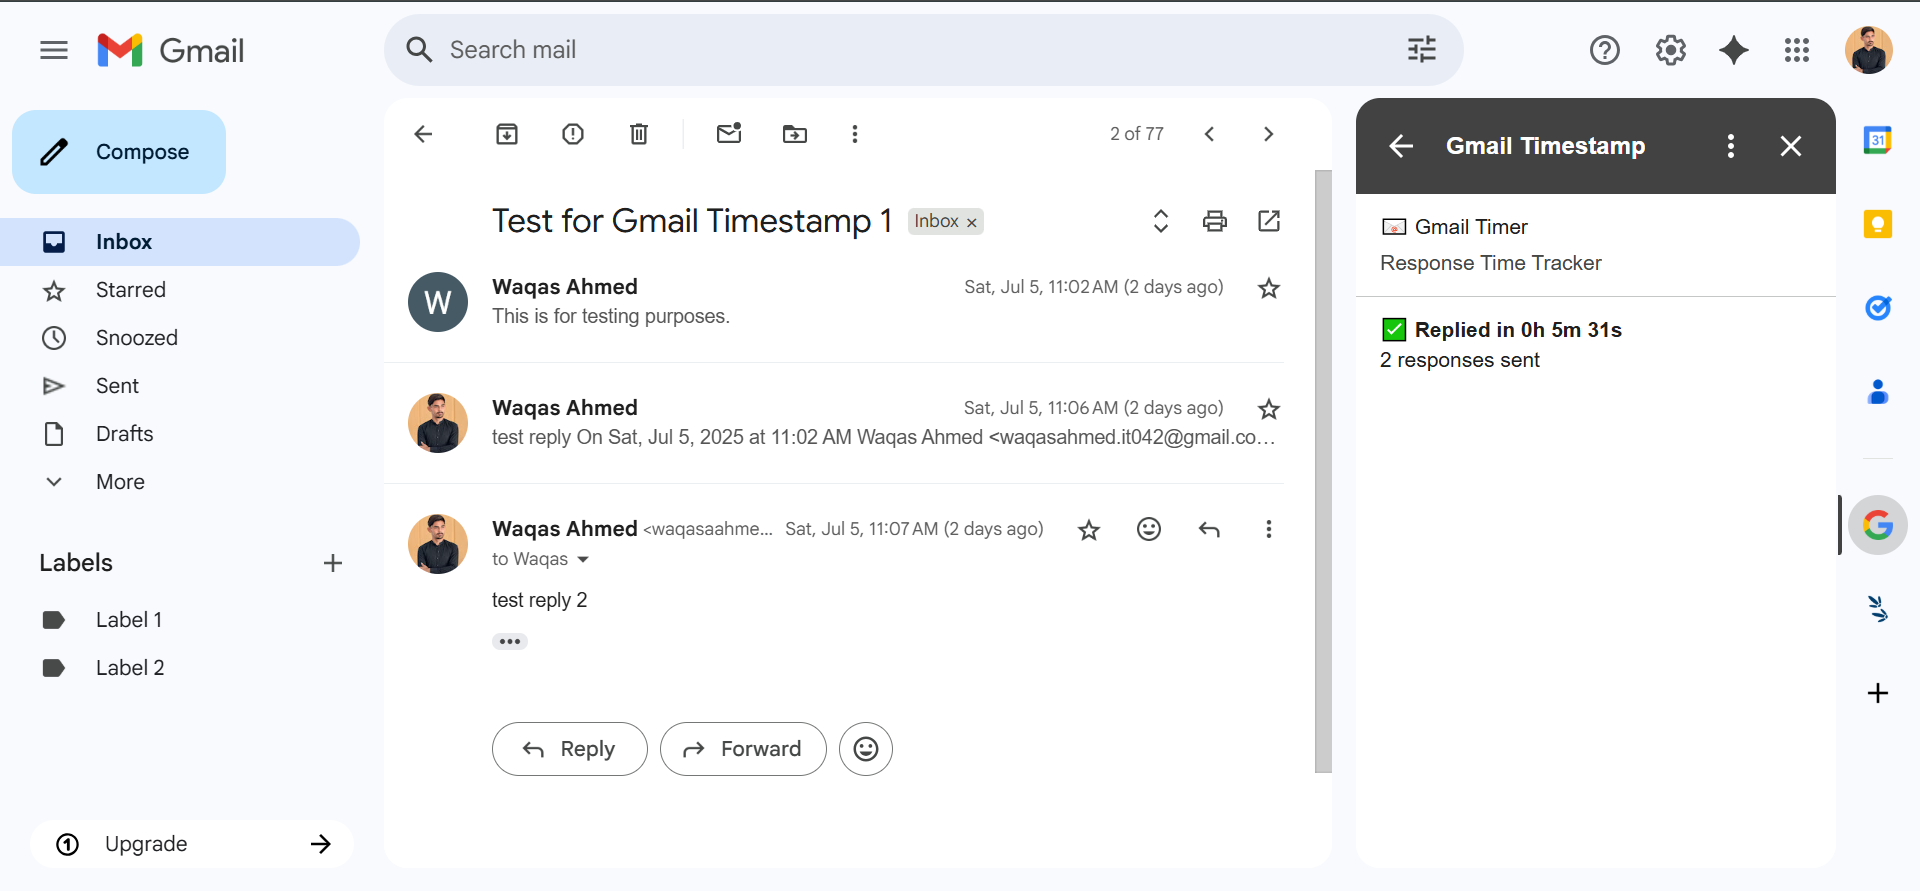 Gmail
Search mail
Compose
Inbox
Starred
Snoozed
Sent
Drafts
More
Labels
Label 1
Label 2
Upgrade
2 of 77
Test for Gmail Timestamp 1 Inbox ×
W
Waqas Ahmed Sat, Jul 5, 11:02 AM (2 days ago)
This is for testing purposes.
Waqas Ahmed Sat, Jul 5, 11:06 AM (2 days ago)
test reply On Sat, Jul 5, 2025 at 11:02 AM Waqas Ahmed <waqasahmed.it042@gmail.co…
Waqas Ahmed <waqasaahme... Sat, Jul 5, 11:07 AM (2 days ago)
to Waqas
test reply 2
Reply
Forward
Gmail Timestamp
Gmail Timer
Response Time Tracker
Replied in 0h 5m 31s
2 responses sent
31